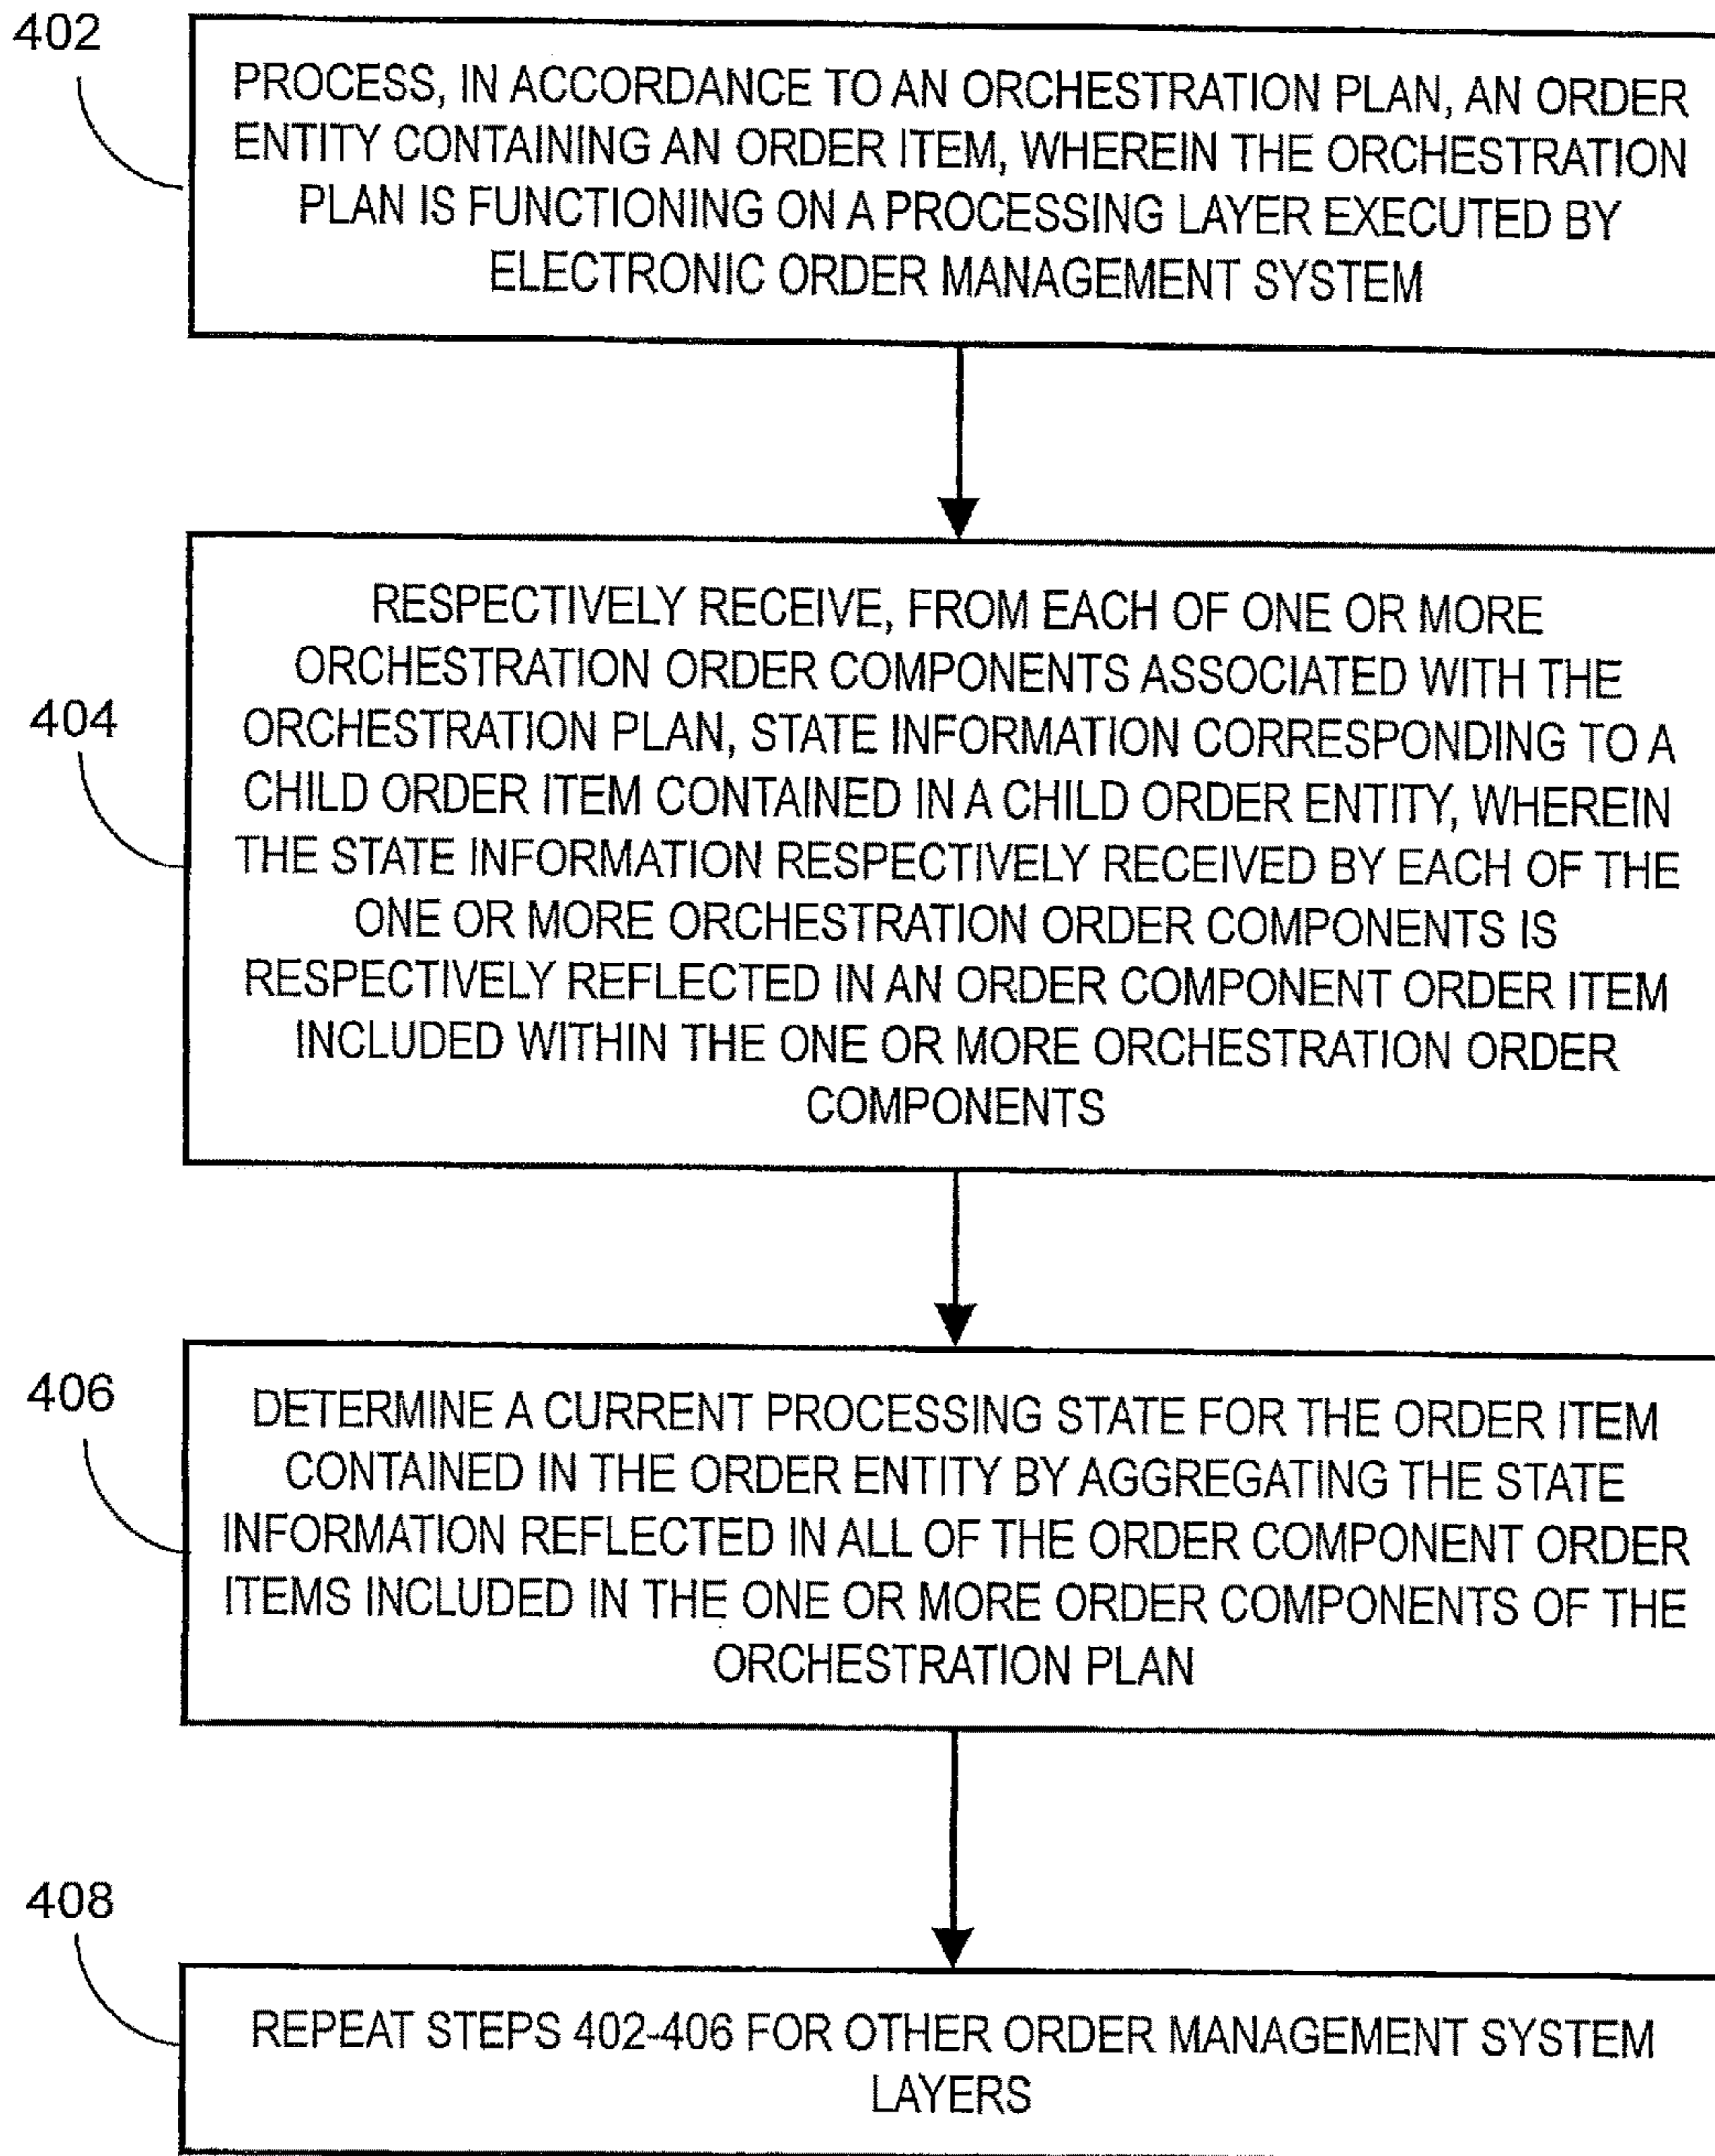 402
PROCESS, IN ACCORDANCE TO AN ORCHESTRATION PLAN, AN ORDER
ENTITY CONTAINING AN ORDER ITEM, WHEREIN THE ORCHESTRATION
PLAN IS FUNCTIONING ON A PROCESSING LAYER EXECUTED BY
ELECTRONIC ORDER MANAGEMENT SYSTEM
404
RESPECTIVELY RECEIVE, FROM EACH OF ONE OR MORE
ORCHESTRATION ORDER COMPONENTS ASSOCIATED WITH THE
ORCHESTRATION PLAN, STATE INFORMATION CORRESPONDING TO A
CHILD ORDER ITEM CONTAINED IN A CHILD ORDER ENTITY, WHEREIN
THE STATE INFORMATION RESPECTIVELY RECEIVED BY EACH OF THE
ONE OR MORE ORCHESTRATION ORDER COMPONENTS IS
RESPECTIVELY REFLECTED IN AN ORDER COMPONENT ORDER ITEM
INCLUDED WITHIN THE ONE OR MORE ORCHESTRATION ORDER
COMPONENTS
406
DETERMINE A CURRENT PROCESSING STATE FOR THE ORDER ITEM
CONTAINED IN THE ORDER ENTITY BY AGGREGATING THE STATE
INFORMATION REFLECTED IN ALL OF THE ORDER COMPONENT ORDER
ITEMS INCLUDED IN THE ONE OR MORE ORDER COMPONENTS OF THE
ORCHESTRATION PLAN
408
REPEAT STEPS 402-406 FOR OTHER ORDER MANAGEMENT SYSTEM
LAYERS